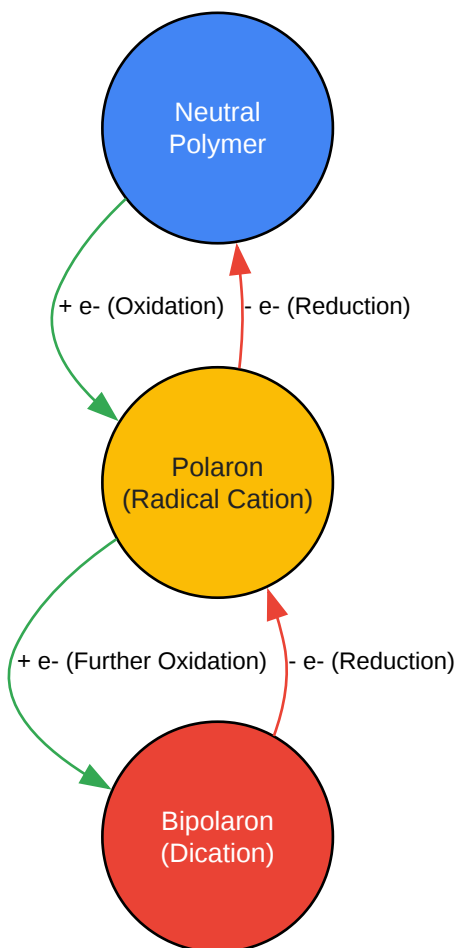 Neutral
Polymer
+ e- (Oxidation)
- e- (Reduction)
Polaron
(Radical Cation)
+ e- (Further Oxidation)
- e- (Reduction)
Bipolaron
(Dication)